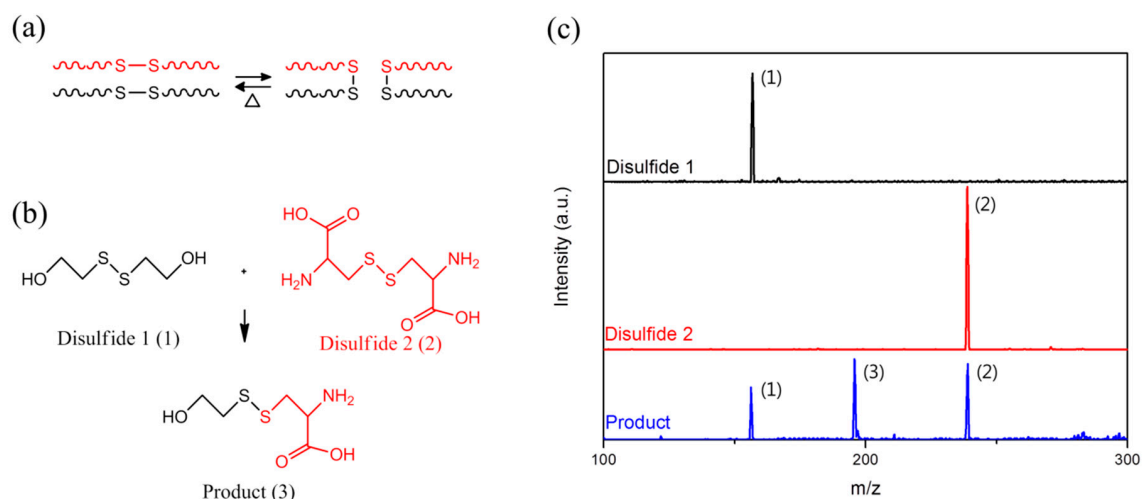 (a)
S S S S
S S S S
△
(b)
HO S S OH
+
HO O
H₂N S S NH₂
O OH
Disulfide 1 (1)
Disulfide 2 (2)
HO S S NH₂
O OH
Product (3)
(c)
Intensity (a.u.)
(1)
Disulfide 1
(2)
Disulfide 2
(1) (3) (2)
Product
100 200 300
m/z